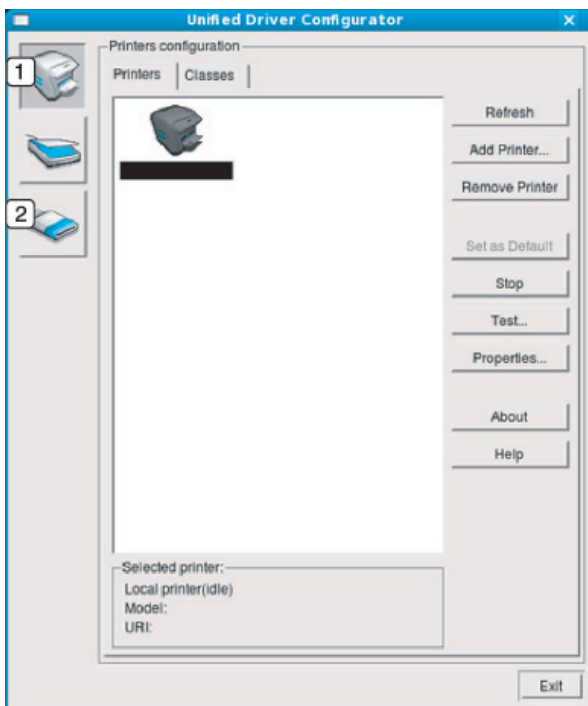 Unified Driver Configurator
Printers configuration
1
Printers
Classes
2
Refresh
Add Printer...
Remove Printer
Set as Default
Stop
Test...
Properties...
About
Help
Selected printer:
Local printer(idle)
Model:
URI:
Exit